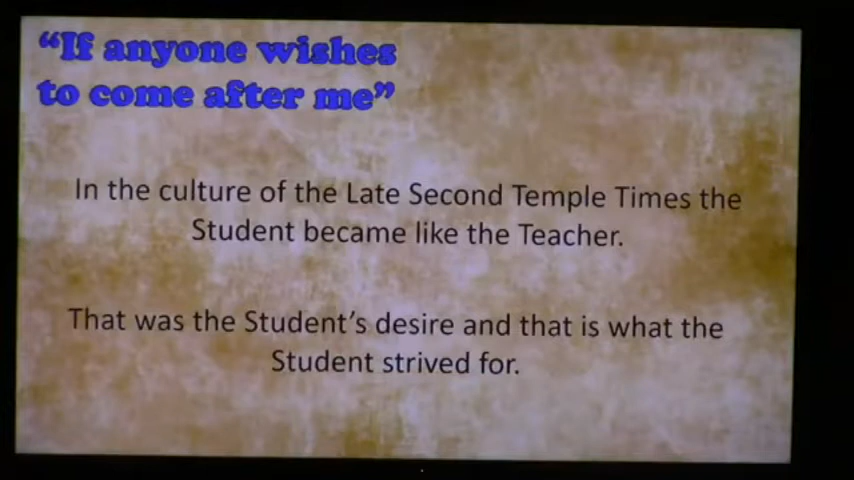 “If anyone wishes
to come after me”
In the culture of the Late Second Temple Times the
Student became like the Teacher.
That was the Student’s desire and that is what the
Student strived for.